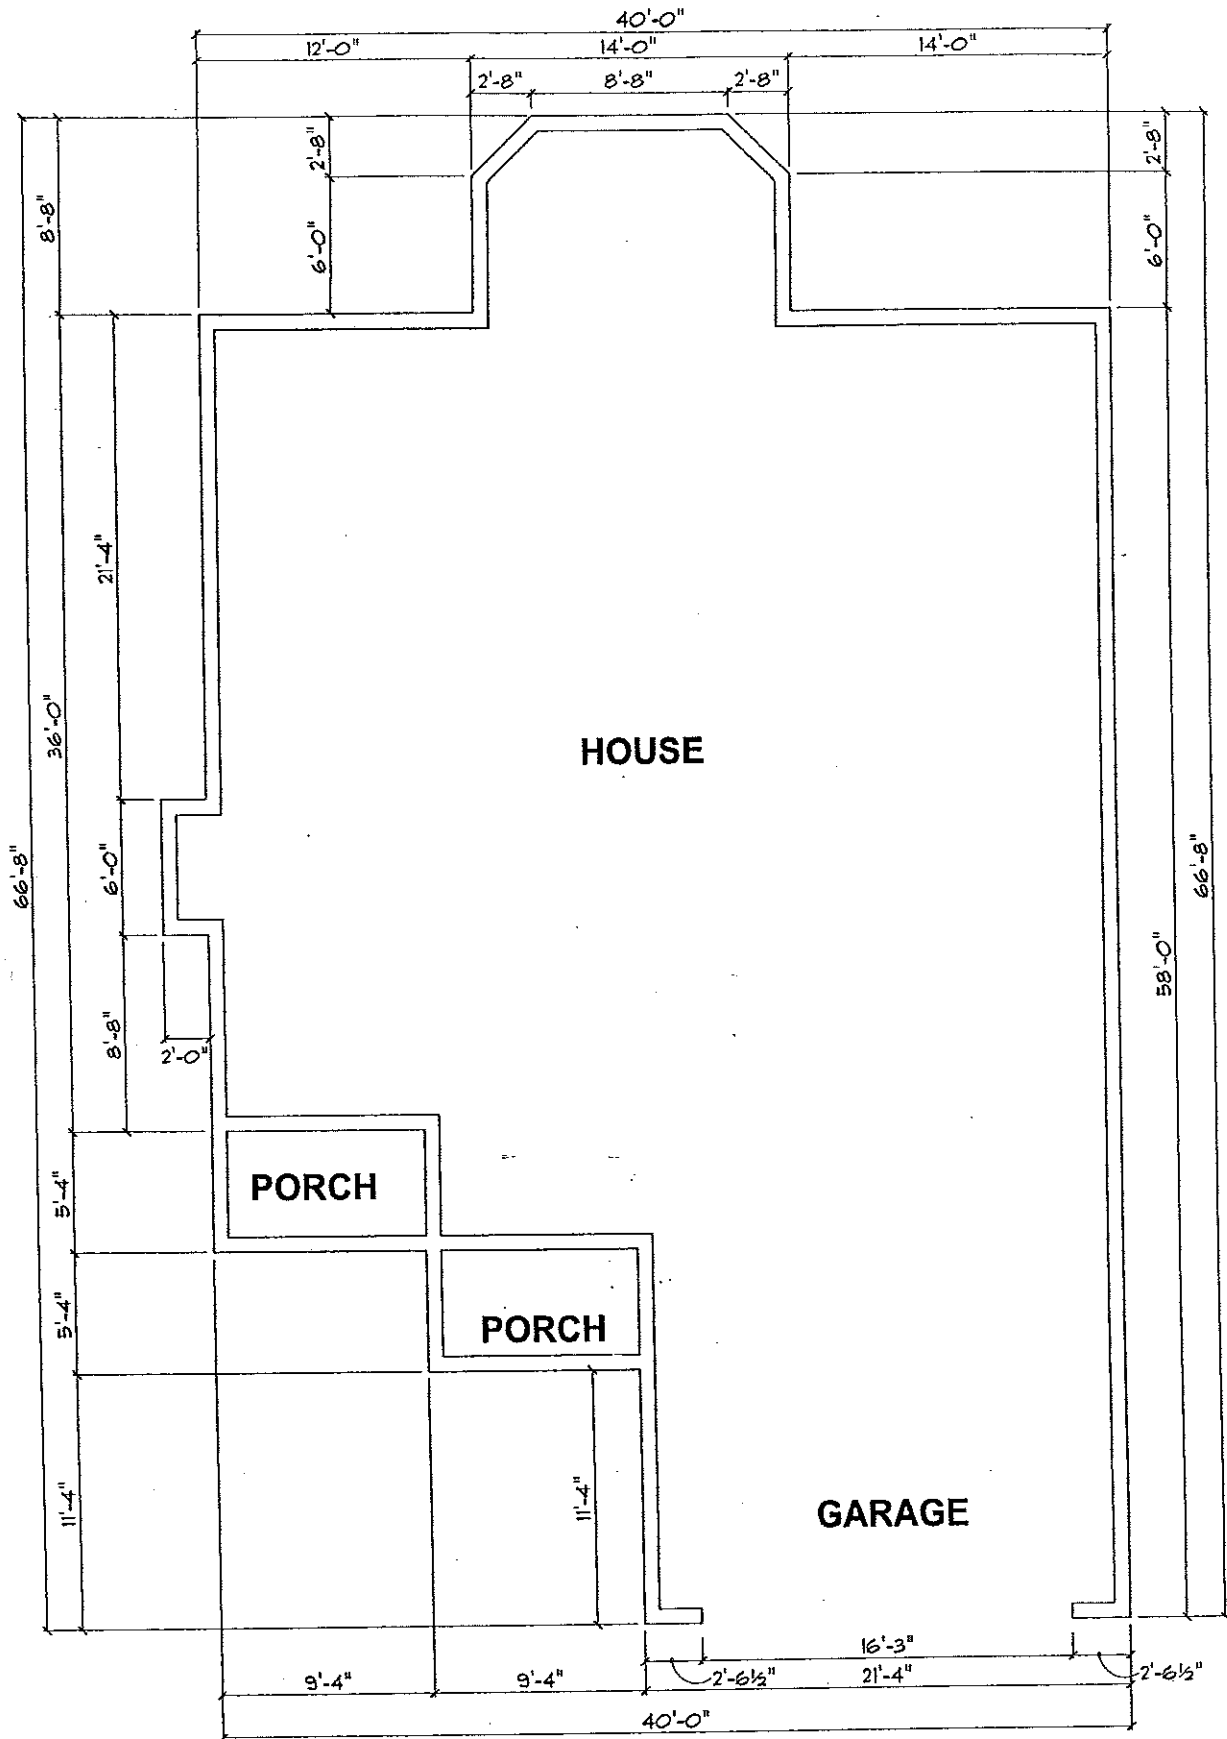 40'-0"
12'-0" 14'-0" 14'-0"
2'-8" 8'-8" 2'-8"
2'-8" 2'-8"
8'-8" 6'-0" 6'-0"
21'-4"
36'-0"
HOUSE
66'-8" 6'-0" 66'-8"
58'-0"
8'-8" 2'-0"
5'-4" PORCH
5'-4" PORCH
11'-4" 11'-4" GARAGE
16'-3"
9'-4" 9'-4" 2'-6½" 21'-4" 2'-6½"
40'-0"